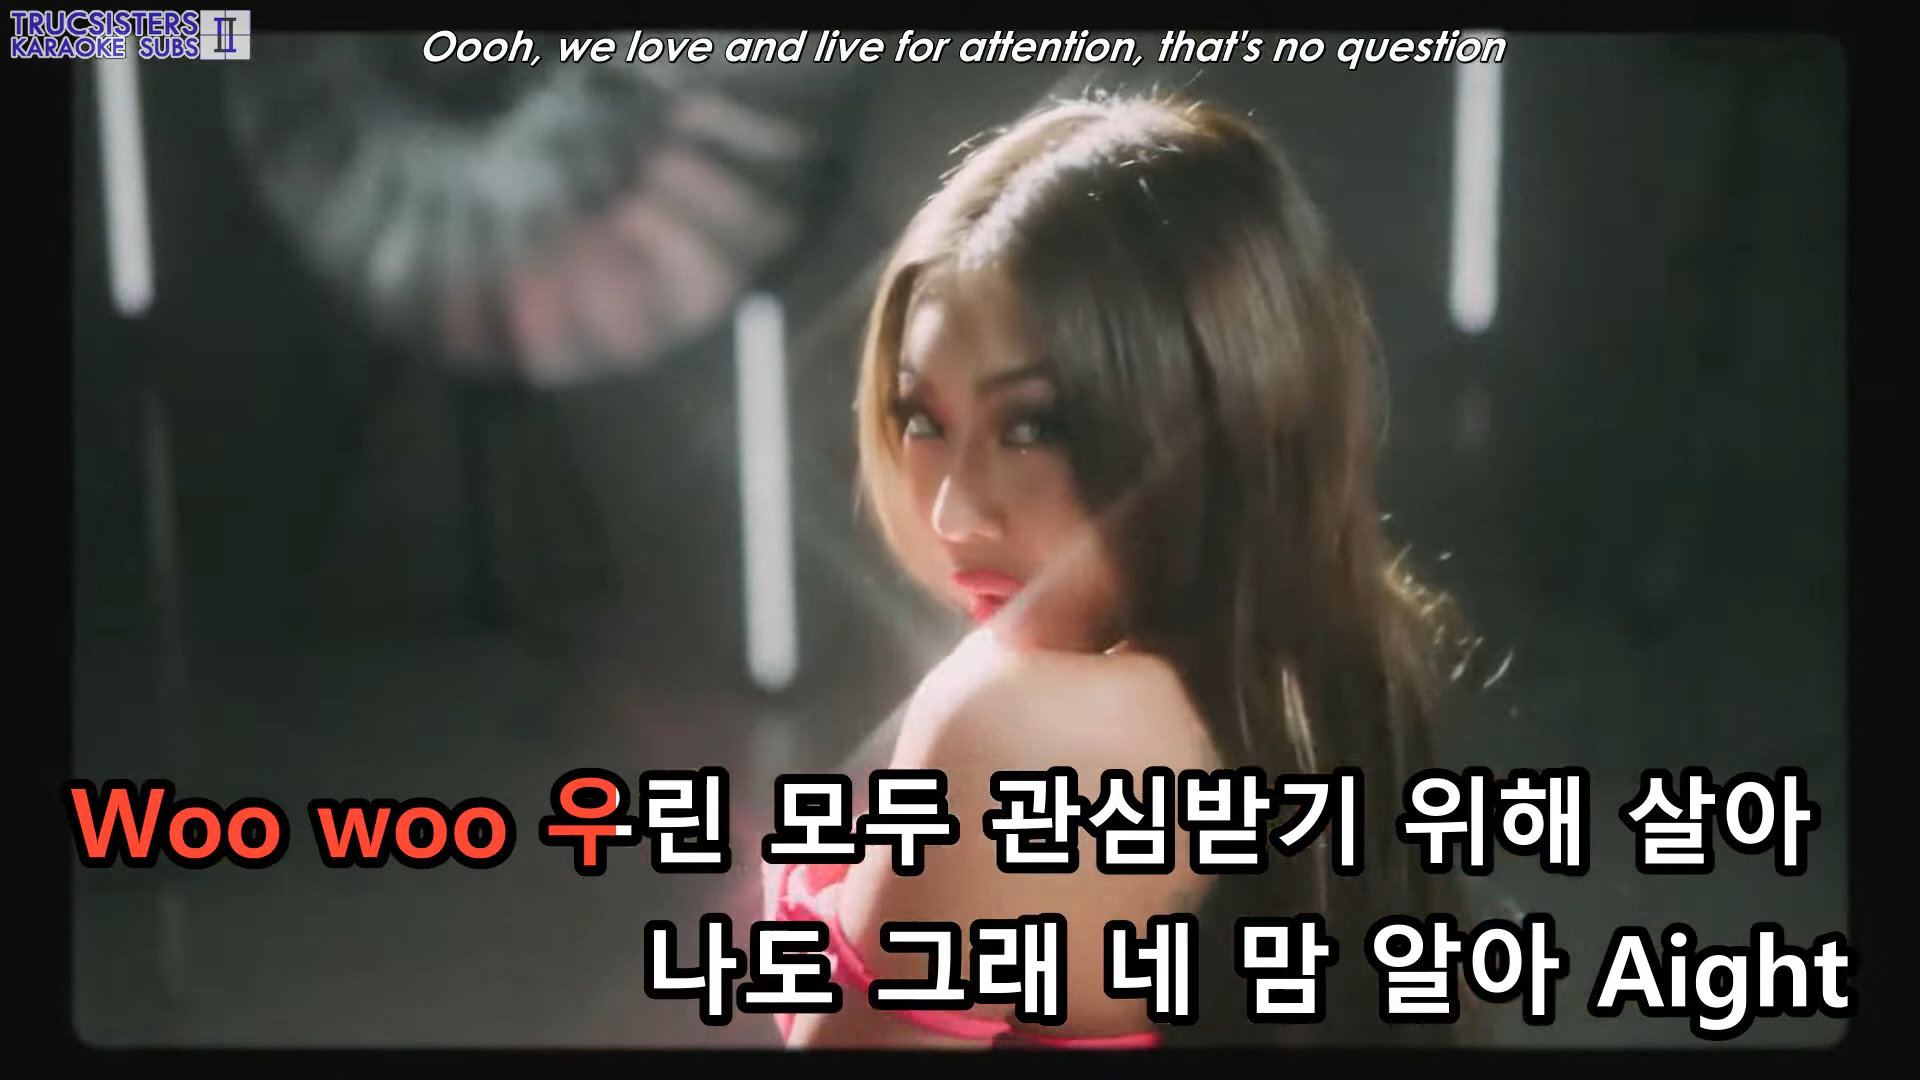 TRUCSISTERS
KARAOKE SUBS II
Oooh, we love and live for attention, that's no question
Woo woo 우린 모두 관심받기 위해 살아
나도 그래 네 맘 알아 Aight